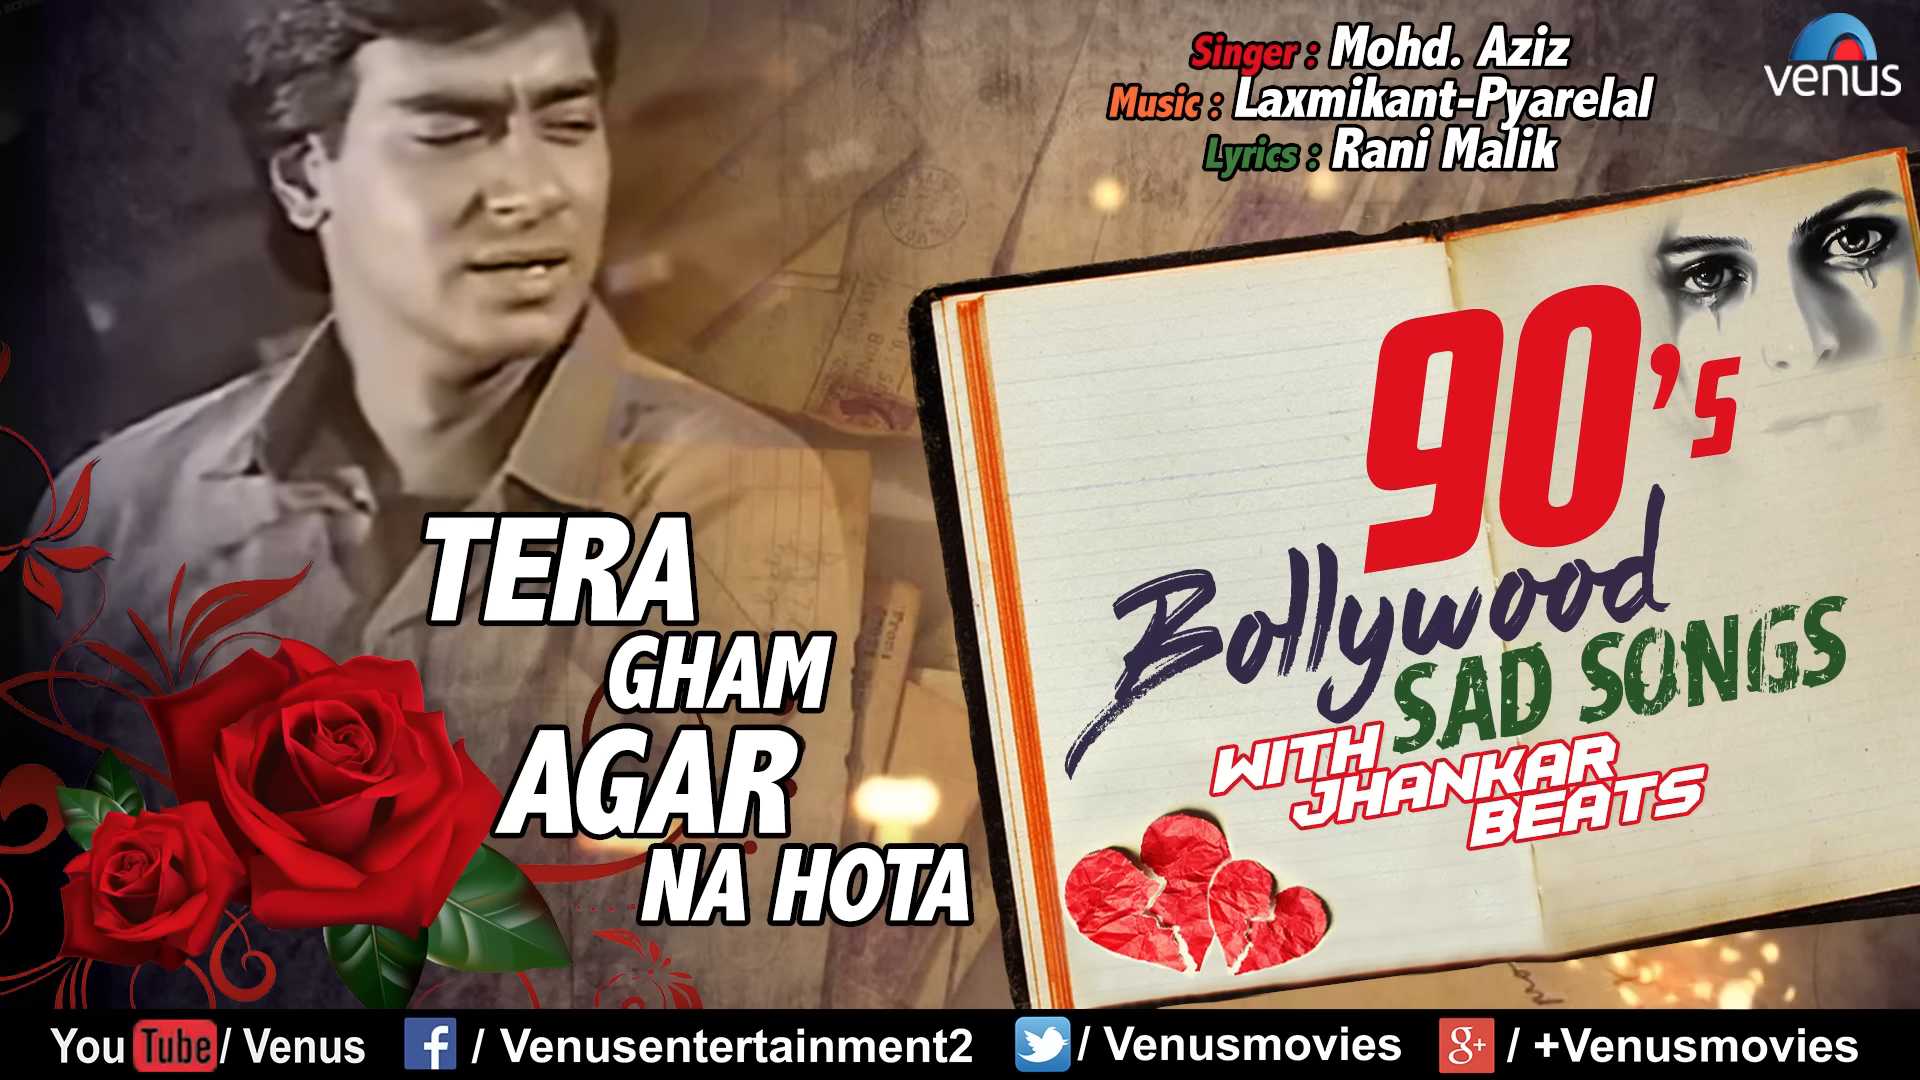 Singer : Mohd. Aziz
Music : Laxmikant-Pyarelal
Lyrics : Rani Malik
venus
90's
Bollywood
SAD SONGS
WITH
JHANKAR
BEATS
TERA
GHAM
AGAR
NA HOTA
YouTube / Venus
f / Venusentertainment2
/ Venusmovies
g+ / +Venusmovies